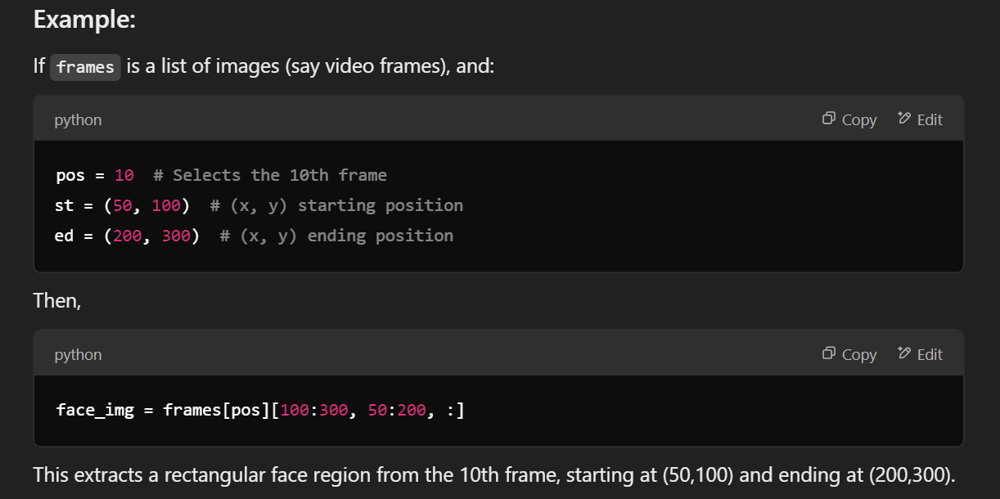 Example:
If frames is a list of images (say video frames), and:
python Copy Edit
pos = 10  # Selects the 10th frame
st = (50, 100)  # (x, y) starting position
ed = (200, 300)  # (x, y) ending position
Then,
python Copy Edit
face_img = frames[pos][100:300, 50:200, :]
This extracts a rectangular face region from the 10th frame, starting at (50,100) and ending at (200,300).